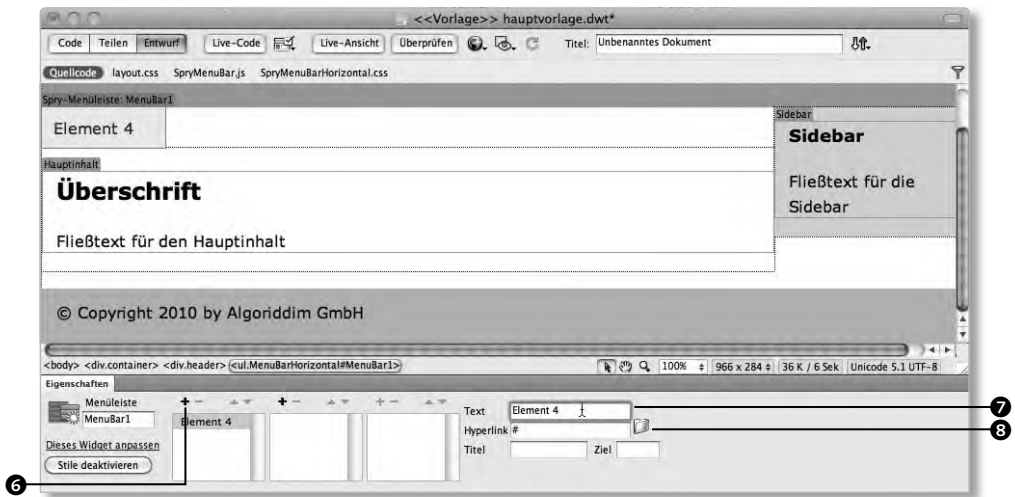 <<Vorlage>> hauptvorlage.dwt*
Code Teilen Entwurf Live-Code Live-Ansicht Überprüfen Titel: Unbenanntes Dokument
Quellcode layout.css SpryMenuBar.js SpryMenuBarHorizontal.css
Spry-Menüleiste: MenuBar1
Element 4
Sidebar
Sidebar
Fließtext für die
Sidebar
Hauptinhalt
Überschrift
Fließtext für den Hauptinhalt
© Copyright 2010 by Algoriddim GmbH
<body> <div.container> <div.header> <ul.MenuBarHorizontal#MenuBar1> 100% 966 x 284 36 K / 6 Sek Unicode 5.1 UTF-8
Eigenschaften
Menüleiste
MenuBar1
Dieses Widget anpassen
Stile deaktivieren
Element 4
Text Element 4
Hyperlink #
Titel Ziel
7
8
6